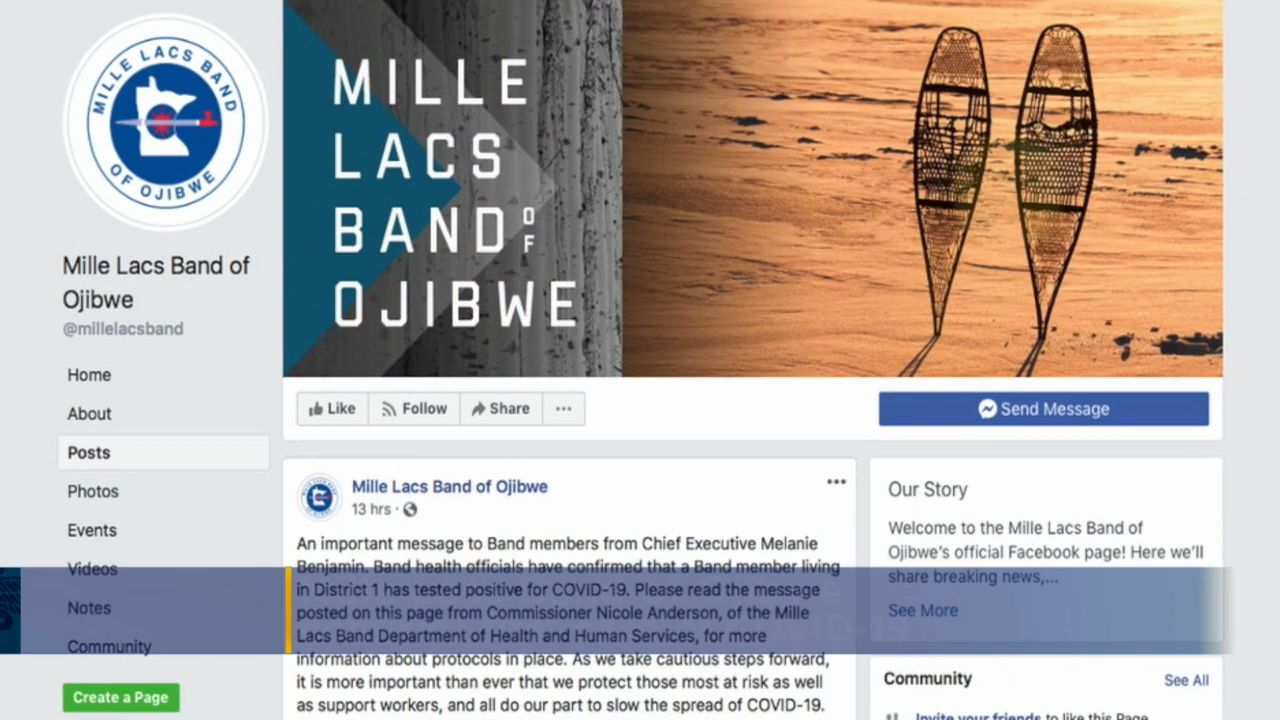 MILLE LACS BAND
OF OJIBWE
Mille Lacs Band of
Ojibwe
@millelacsband
Home
About
Posts
Photos
Events
Videos
Notes
Community
Create a Page
MILLE
LACS
BAND OF
OJIBWE
Like
Follow
Share
...
Send Message
Mille Lacs Band of Ojibwe
13 hrs ·
An important message to Band members from Chief Executive Melanie
Benjamin. Band health officials have confirmed that a Band member living
in District 1 has tested positive for COVID-19. Please read the message
posted on this page from Commissioner Nicole Anderson, of the Mille
Lacs Band Department of Health and Human Services, for more
information about protocols in place. As we take cautious steps forward,
it is more important than ever that we protect those most at risk as well
as support workers, and all do our part to slow the spread of COVID-19.
Our Story
Welcome to the Mille Lacs Band of
Ojibwe's official Facebook page! Here we'll
share breaking news,...
See More
Community
See All
Invite your friends to like this Page